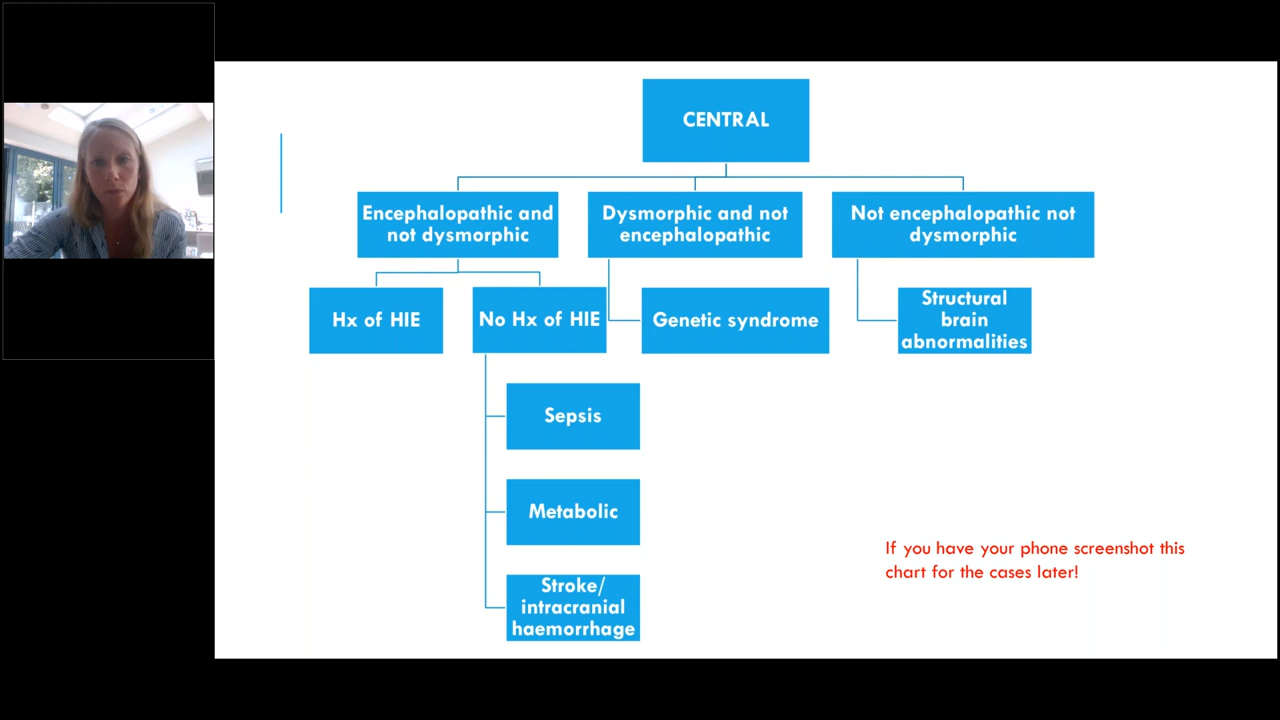 CENTRAL
Encephalopathic and
not dysmorphic
Dysmorphic and not
encephalopathic
Not encephalopathic not
dysmorphic
Hx of HIE
No Hx of HIE
Genetic syndrome
Structural
brain
abnormalities
Sepsis
Metabolic
Stroke/
intracranial
haemorrhage
If you have your phone screenshot this
chart for the cases later!